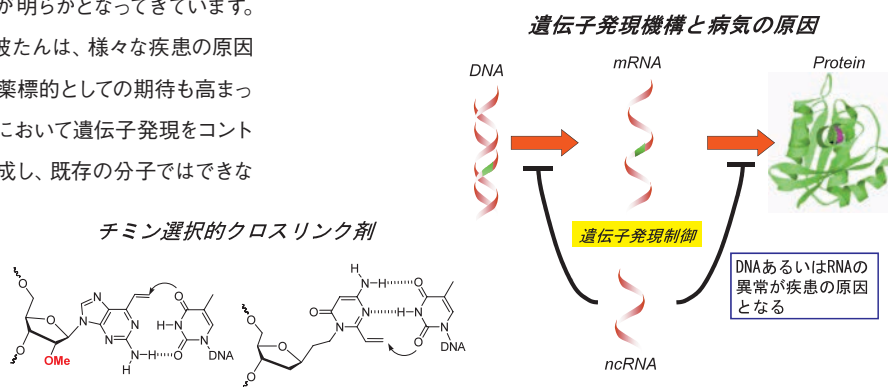 が明らかとなってきています。
破たんは、様々な疾患の原因
薬標的としての期待も高まっ
において遺伝子発現をコント
成し、既存の分子ではできな
チミン選択的クロスリンク剤
O
O
O
N
N
N
N
N
H
H
OMe
O
HN
O
N
DNA
O
O
O
O
N
N
N
H
H
O
HN
O
N
DNA
遺伝子発現機構と病気の原因
DNA
mRNA
Protein
遺伝子発現制御
DNAあるいはRNAの
異常が疾患の原因
となる
ncRNA